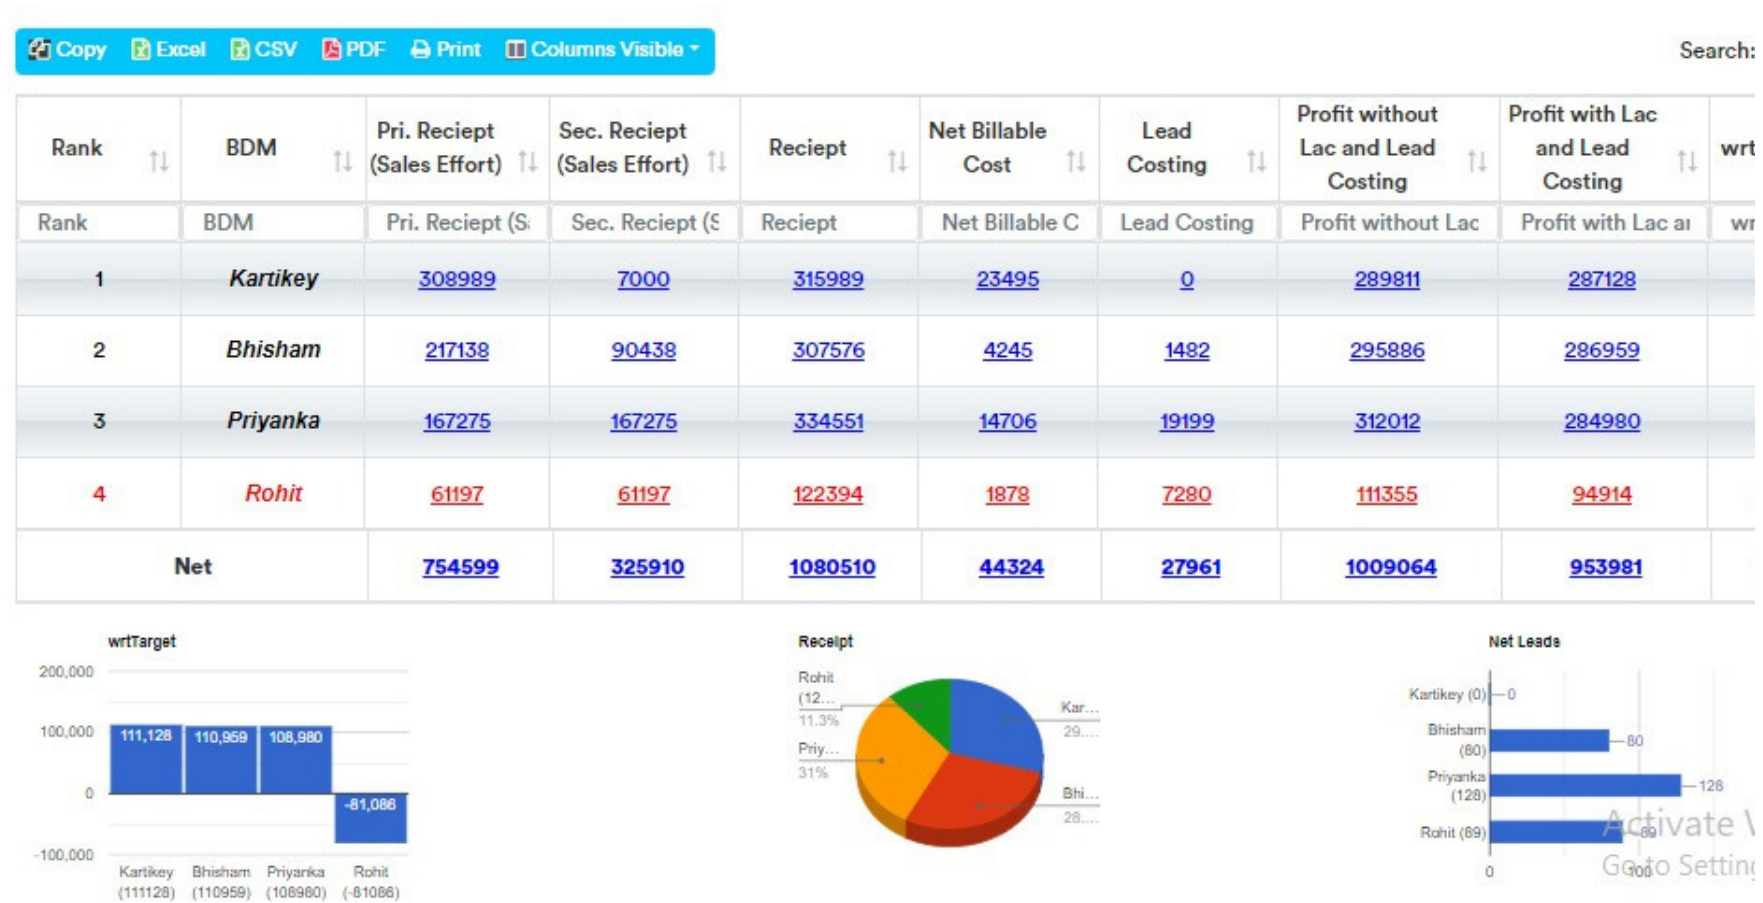 Copy Excel CSV PDF Print Columns Visible
Search:
Rank BDM Pri. Reciept (Sales Effort) Sec. Reciept (Sales Effort) Reciept Net Billable Cost Lead Costing Profit without Lac and Lead Costing Profit with Lac and Lead Costing wrt
Rank BDM Pri. Reciept (S Sec. Reciept (S Reciept Net Billable C Lead Costing Profit without Lac Profit with Lac ar wr
1 Kartikey 308989 7000 315989 23495 0 289811 287128
2 Bhisham 217138 90438 307576 4245 1482 295886 286959
3 Priyanka 167275 167275 334551 14706 19199 312012 284980
4 Rohit 61197 61197 122394 1878 7280 111355 94914
Net 754599 325910 1080510 44324 27961 1009064 953981
wrtTarget
200,000
100,000
0
-100,000
111,128 110,959 108,980 -81,086
Kartikey (111128)
Bhisham (110959)
Priyanka (108980)
Rohit (-81086)
Receipt
Rohit
(12...
11.3%
Priy...
31%
Kar...
29....
Bhi...
28....
Net Leads
Kartikey (0) 0
Bhisham (80) 80
Priyanka (128) 128
Rohit (89) 89
0 100
Activate
Go to Setting